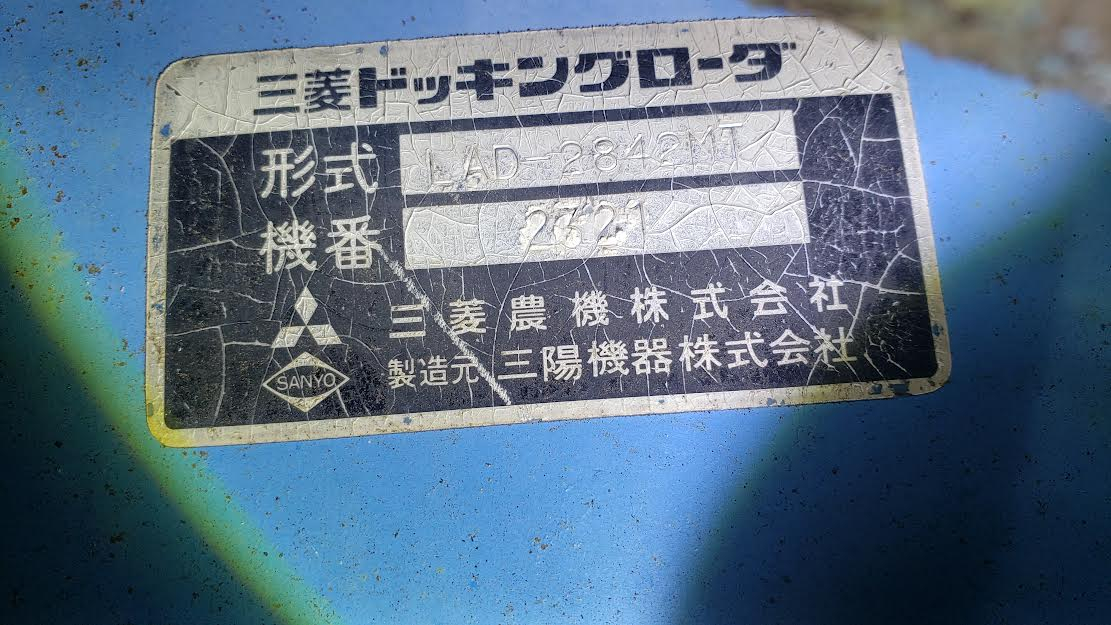 三菱ドッキングローダ
形式 LAD-2842MT
機番 2321
三菱農機株式会社
SANYO
製造元 三陽機器株式会社